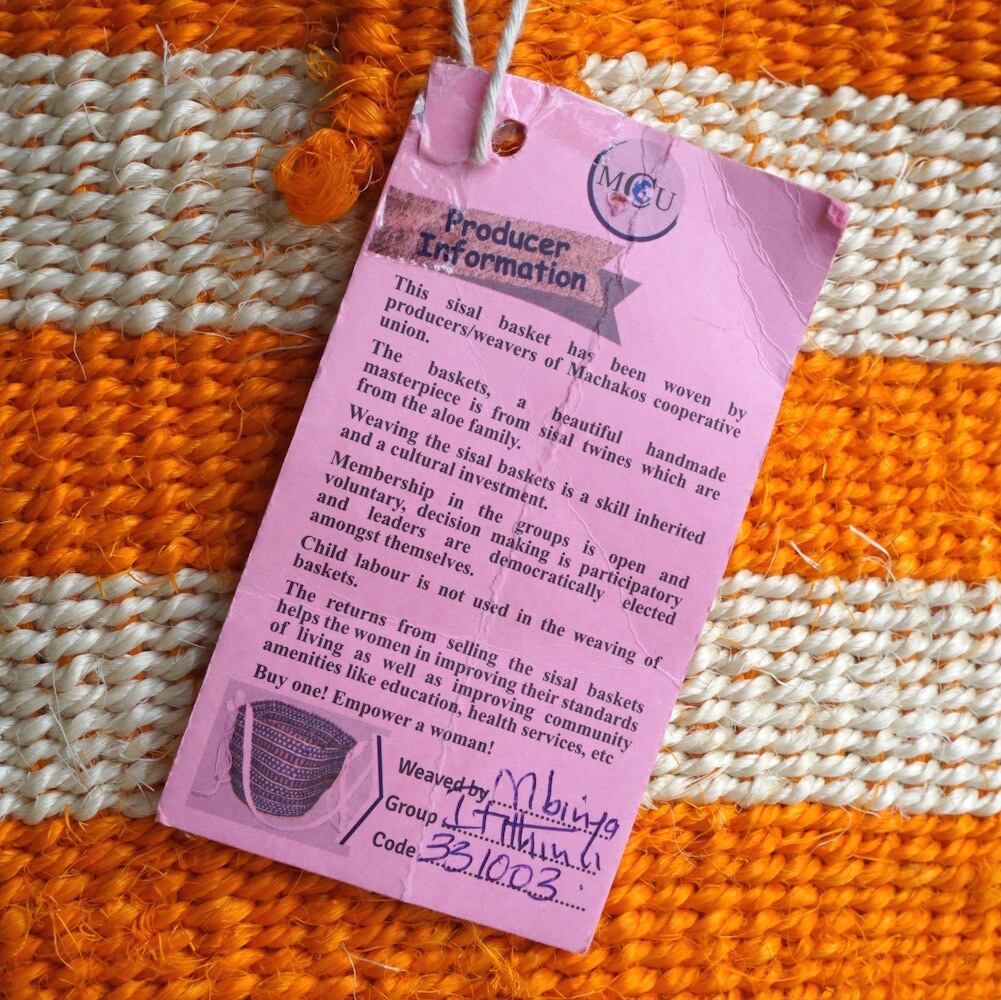 MCU
Producer
Information
This sisal basket has been woven by
producers/weavers of Machakos cooperative
union.
The baskets, a beautiful handmade
masterpiece is from sisal twines which are
from the aloe family.
Weaving the sisal baskets is a skill inherited
and a cultural investment.
Membership in the groups is open and
voluntary, decision making is participatory
and leaders are democratically elected
amongst themselves.
Child labour is not used in the weaving of
baskets.
The returns from selling the sisal baskets
helps the women in improving their standards
of living as well as improving community
amenities like education, health services, etc
Buy one! Empower a woman!
Weaved by Mbinya
Group
Code 331003